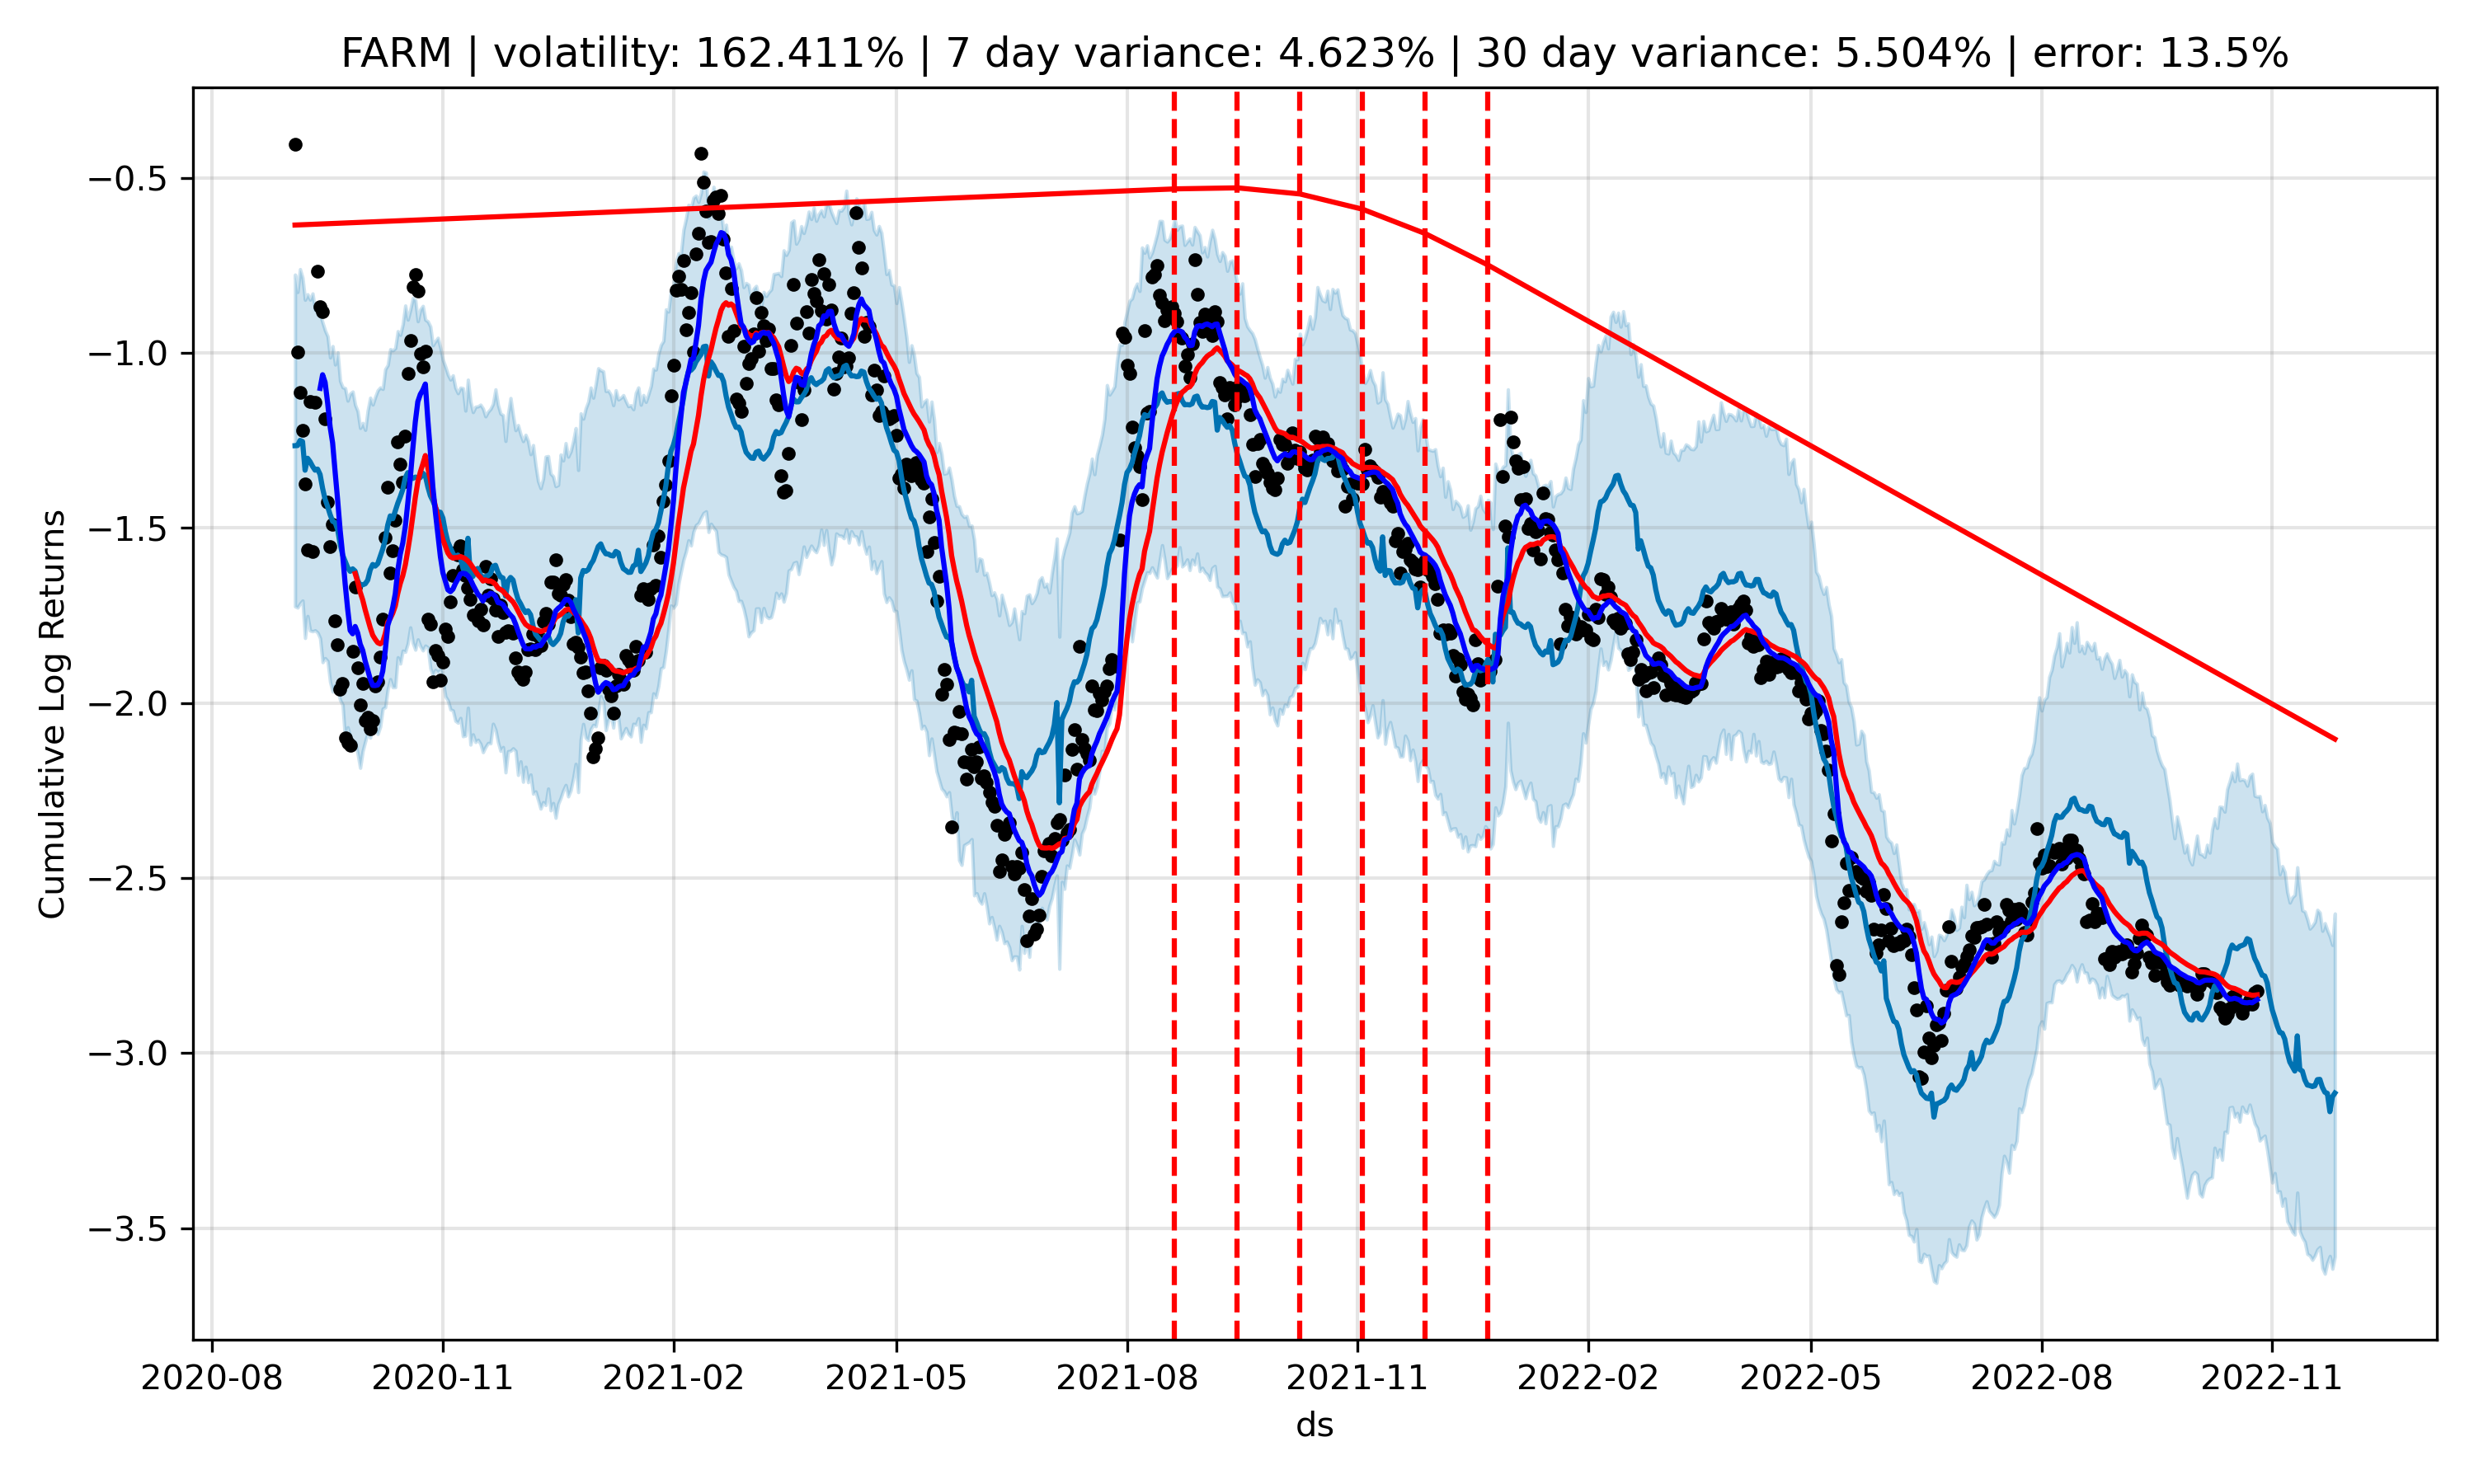 FARM | volatility: 162.411% | 7 day variance: 4.623% | 30 day variance: 5.504% | error: 13.5%
Cumulative Log Returns
−0.5
−1.0
−1.5
−2.0
−2.5
−3.0
−3.5
2020-08 2020-11 2021-02 2021-05 2021-08 2021-11 2022-02 2022-05 2022-08 2022-11
ds